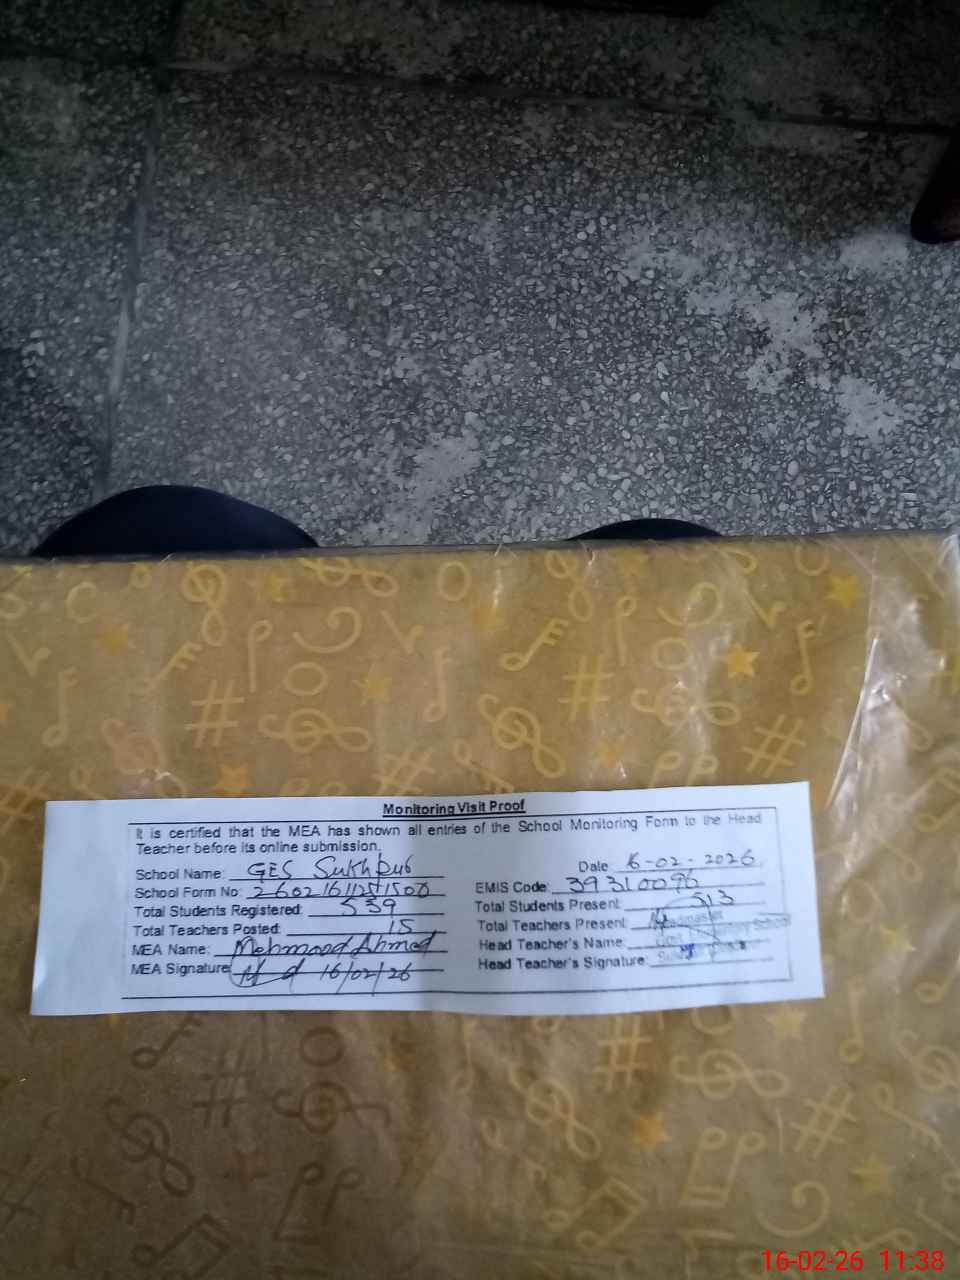 Monitoring Visit Proof
It is certified that the MEA has shown all entries of the School Monitoring Form to the Head
Teacher before its online submission.
School Name: GES Date: 16-02-2026
School Form No: EMIS Code: 39310096
Total Students Registered: 539 Total Students Present: 513
Total Teachers Posted: 15 Total Teachers Present:
MEA Name: Mehmood Ahmad Head Teacher's Name:
MEA Signature 16/02/26 Head Teacher's Signature:
16-02-26 11:38